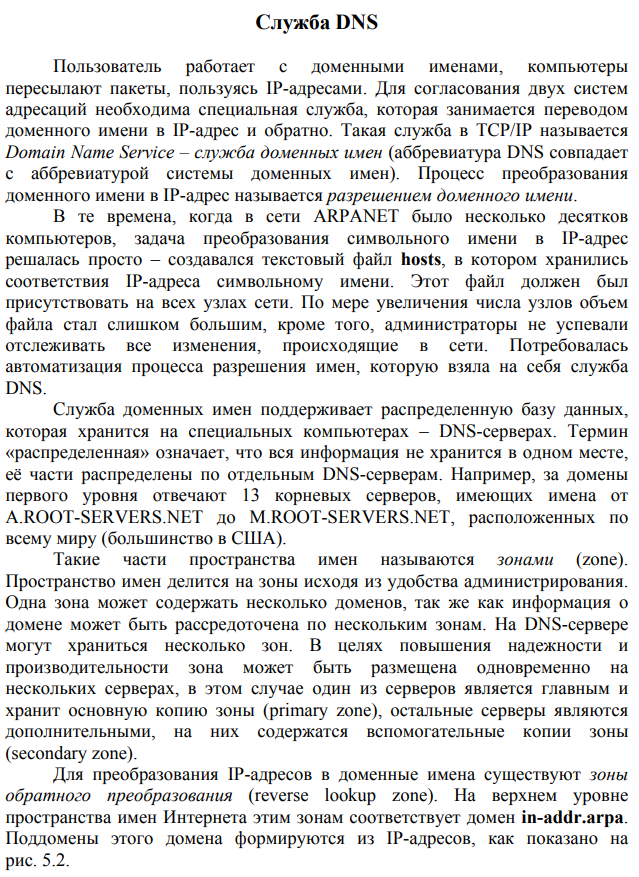 Служба DNS
Пользователь работает с доменными именами, компьютеры
пересылают пакеты, пользуясь IP-адресами. Для согласования двух систем
адресаций необходима специальная служба, которая занимается переводом
доменного имени в IP-адрес и обратно. Такая служба в TCP/IP называется
Domain Name Service – служба доменных имен (аббревиатура DNS совпадает
с аббревиатурой системы доменных имен). Процесс преобразования
доменного имени в IP-адрес называется разрешением доменного имени.
В те времена, когда в сети ARPANET было несколько десятков
компьютеров, задача преобразования символьного имени в IP-адрес
решалась просто – создавался текстовый файл hosts, в котором хранились
соответствия IP-адреса символьному имени. Этот файл должен был
присутствовать на всех узлах сети. По мере увеличения числа узлов объем
файла стал слишком большим, кроме того, администраторы не успевали
отслеживать все изменения, происходящие в сети. Потребовалась
автоматизация процесса разрешения имен, которую взяла на себя служба
DNS.
Служба доменных имен поддерживает распределенную базу данных,
которая хранится на специальных компьютерах – DNS-серверах. Термин
«распределенная» означает, что вся информация не хранится в одном месте,
её части распределены по отдельным DNS-серверам. Например, за домены
первого уровня отвечают 13 корневых серверов, имеющих имена от
A.ROOT-SERVERS.NET до M.ROOT-SERVERS.NET, расположенных по
всему миру (большинство в США).
Такие части пространства имен называются зонами (zone).
Пространство имен делится на зоны исходя из удобства администрирования.
Одна зона может содержать несколько доменов, так же как информация о
домене может быть рассредоточена по нескольким зонам. На DNS-сервере
могут храниться несколько зон. В целях повышения надежности и
производительности зона может быть размещена одновременно на
нескольких серверах, в этом случае один из серверов является главным и
хранит основную копию зоны (primary zone), остальные серверы являются
дополнительными, на них содержатся вспомогательные копии зоны
(secondary zone).
Для преобразования IP-адресов в доменные имена существуют зоны
обратного преобразования (reverse lookup zone). На верхнем уровне
пространства имен Интернета этим зонам соответствует домен in-addr.arpa.
Поддомены этого домена формируются из IP-адресов, как показано на
рис. 5.2.